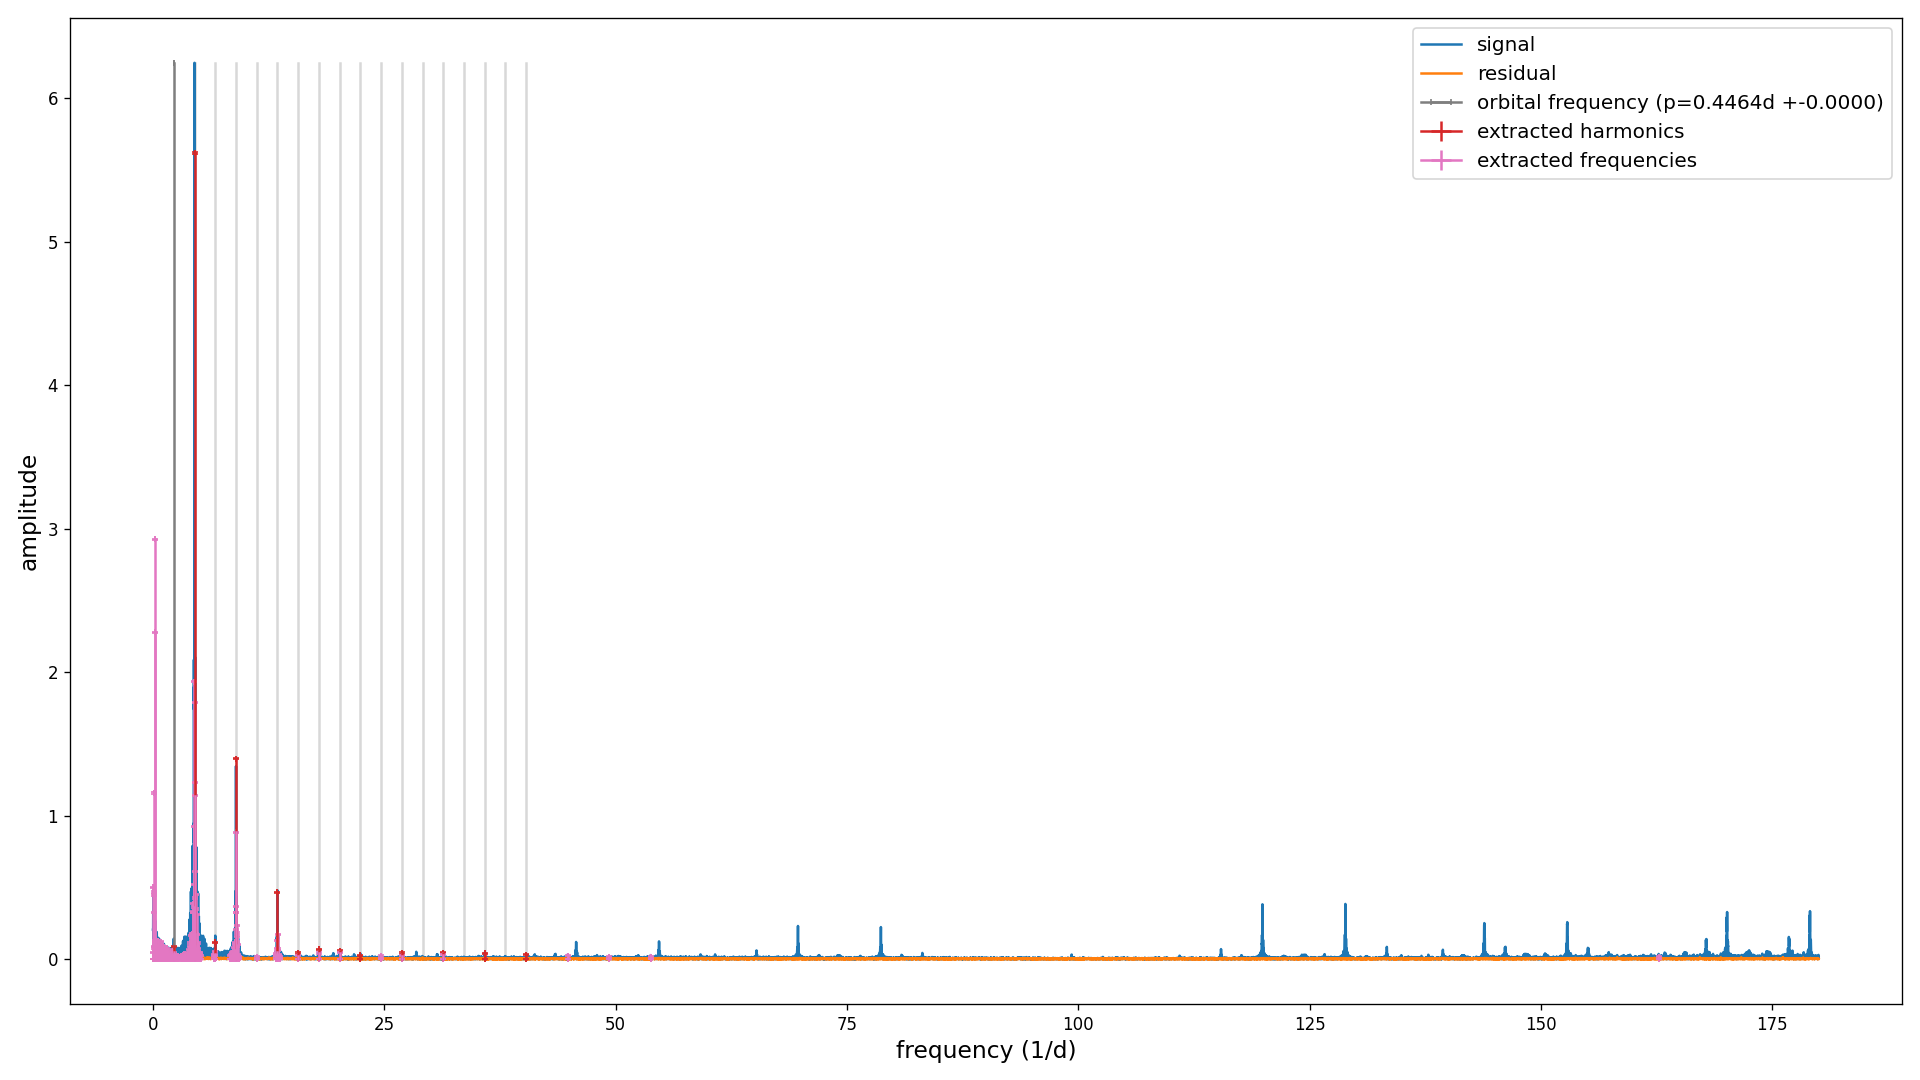 signal
residual
orbital frequency (p=0.4464d +-0.0000)
extracted harmonics
extracted frequencies
amplitude
6
5
4
3
2
1
0
0 25 50 75 100 125 150 175
frequency (1/d)